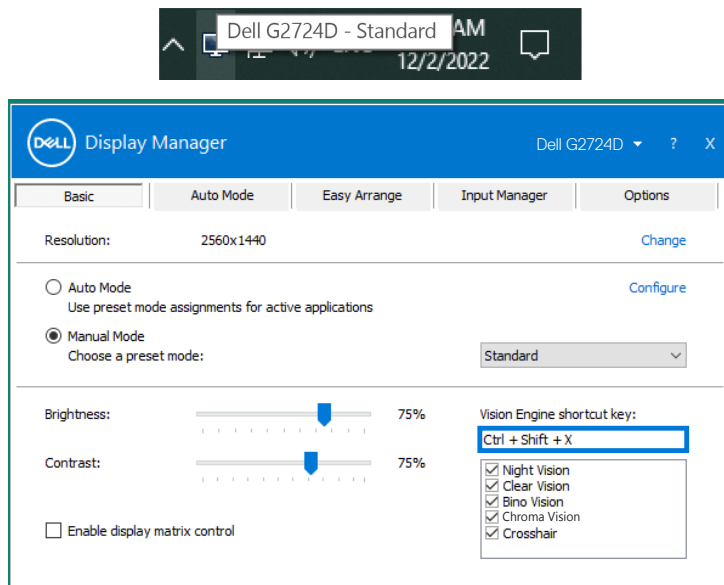 Dell G2724D - Standard
AM
12/2/2022
DELL Display Manager Dell G2724D ? X
Basic Auto Mode Easy Arrange Input Manager Options
Resolution: 2560x1440 Change
Auto Mode Configure
Use preset mode assignments for active applications
Manual Mode
Choose a preset mode: Standard
Brightness: 75% Vision Engine shortcut key:
Ctrl + Shift + X
Contrast: 75%
Night Vision
Clear Vision
Bino Vision
Chroma Vision
Enable display matrix control Crosshair